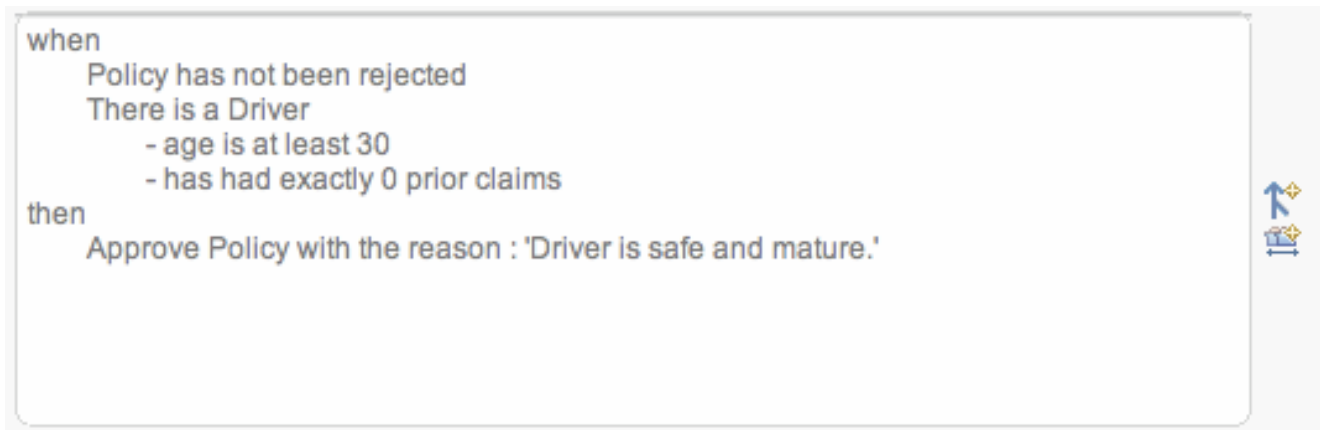 when
Policy has not been rejected
There is a Driver
- age is at least 30
- has had exactly 0 prior claims
then
Approve Policy with the reason : 'Driver is safe and mature.'